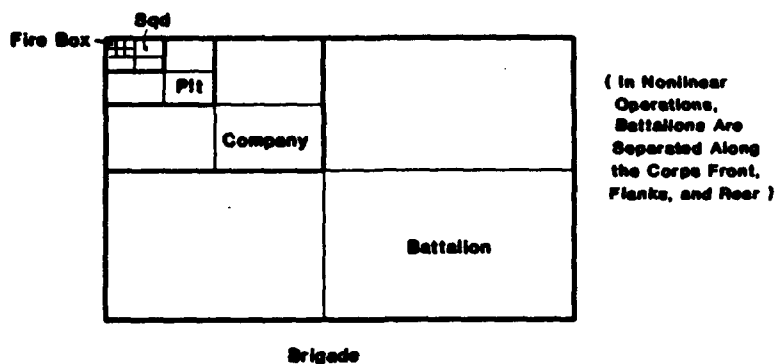 Sqd
Fire Box
Plt
Company
Battalion
( In Nonlinear
Operations,
Battalions Are
Separated Along
the Corps Front,
Flanks, and Rear )
Brigade